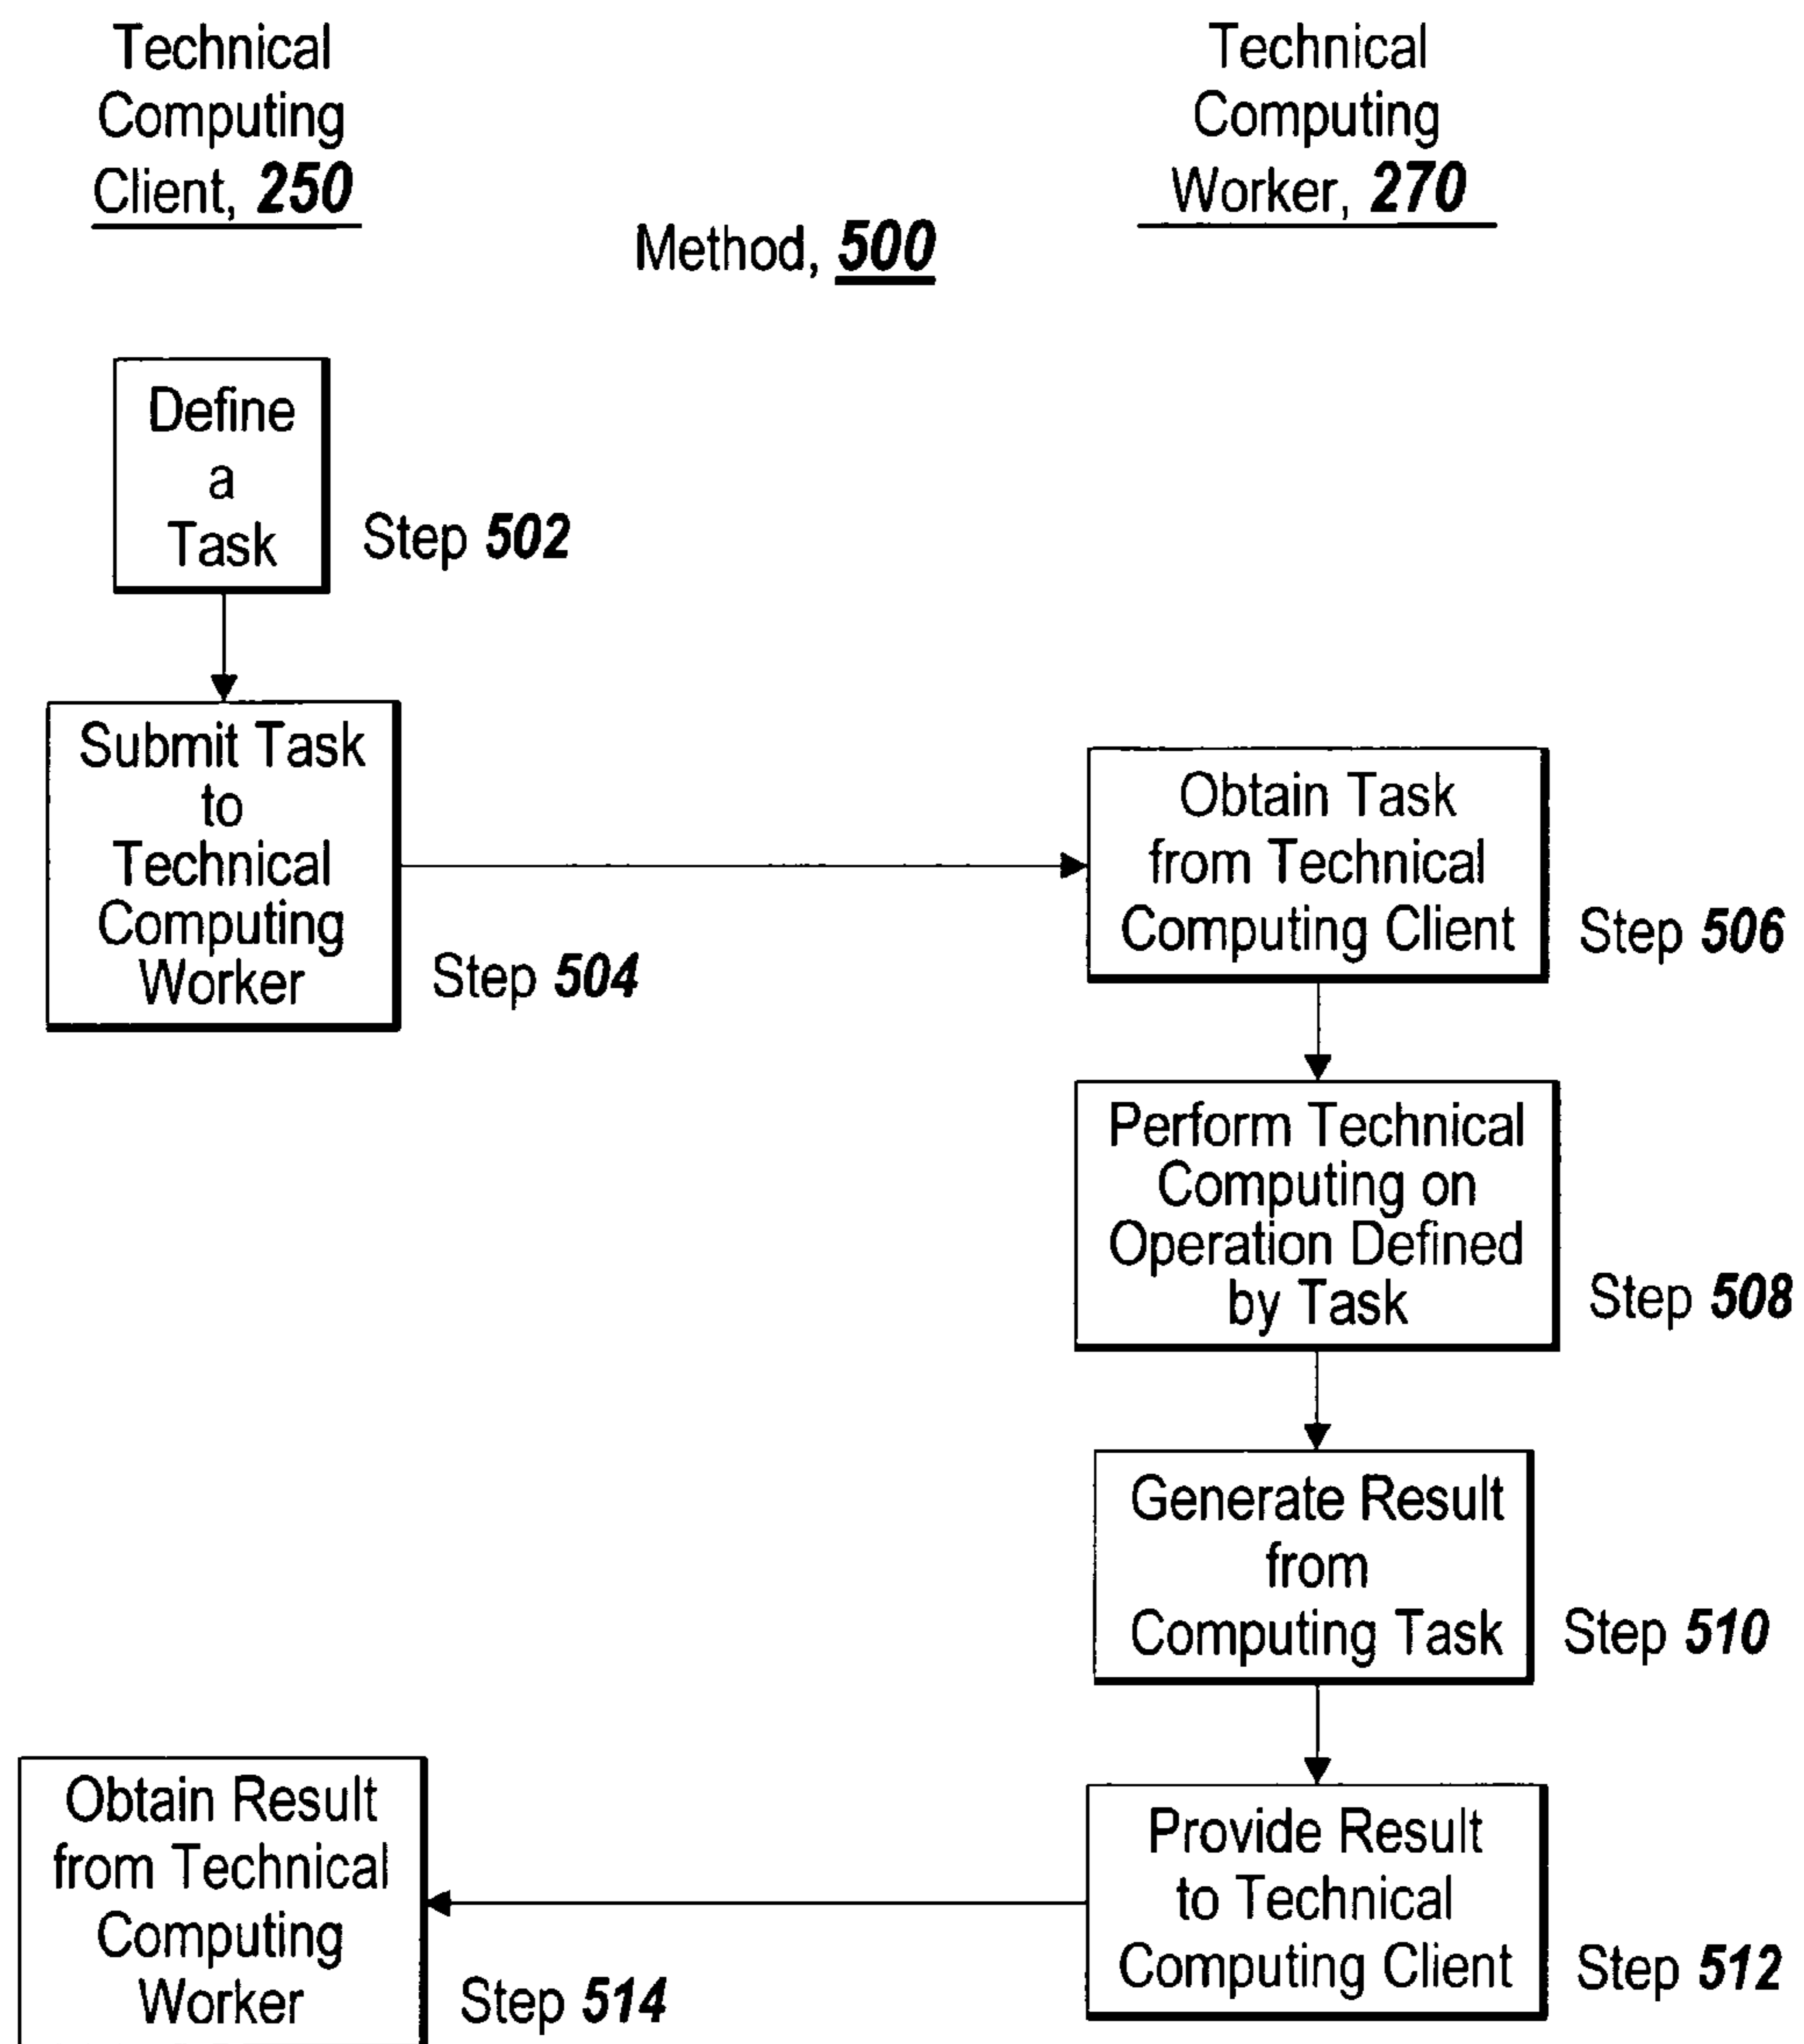 Technical
Computing
Client, 250
Technical
Computing
Worker, 270
Method, 500
Define
a
Task
Step 502
Submit Task
to
Technical
Computing
Worker
Step 504
Obtain Task
from Technical
Computing Client
Step 506
Perform Technical
Computing on
Operation Defined
by Task
Step 508
Generate Result
from
Computing Task
Step 510
Provide Result
to Technical
Computing Client
Step 512
Obtain Result
from Technical
Computing
Worker
Step 514